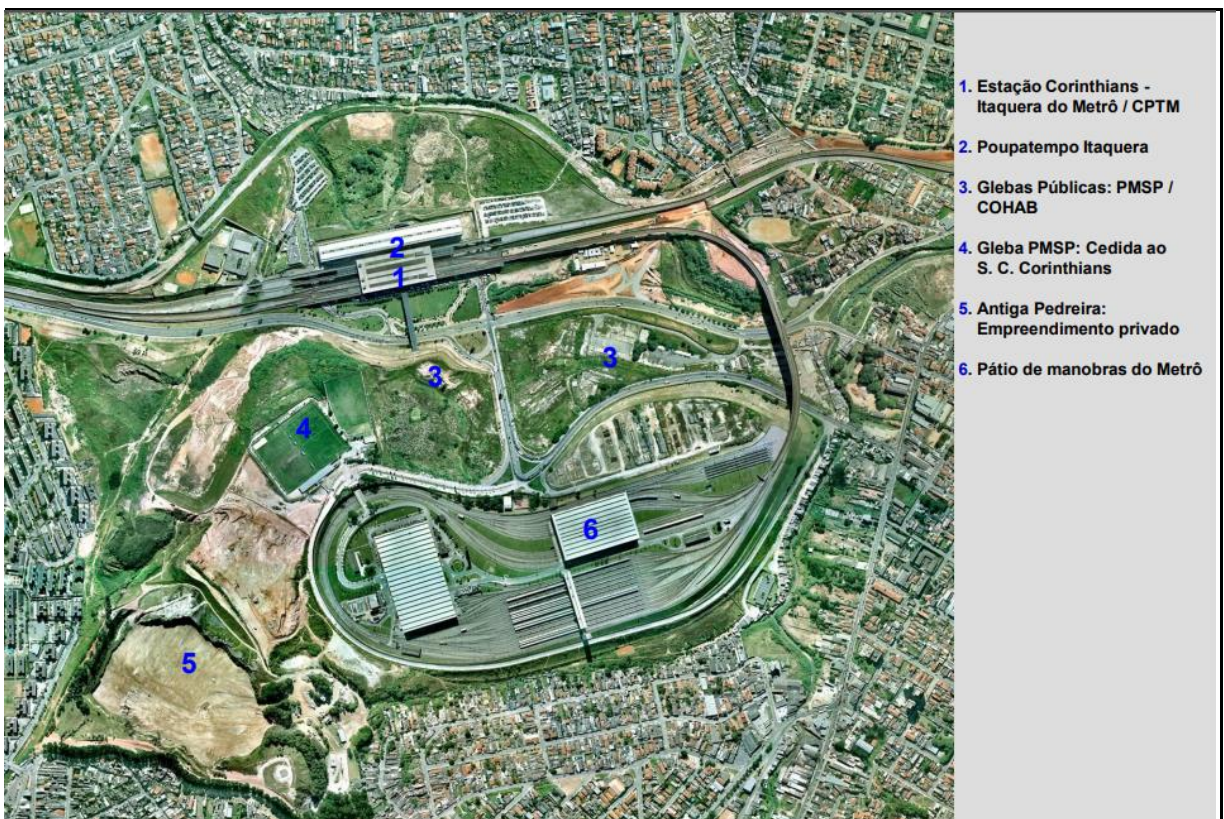 1. Estação Corinthians -
Itaquera do Metrô / CPTM
2. Poupatempo Itaquera
3. Glebas Públicas: PMSP /
COHAB
4. Gleba PMSP: Cedida ao
S. C. Corinthians
5. Antiga Pedreira:
Empreendimento privado
6. Pátio de manobras do Metrô
2
1
3
3
4
6
5